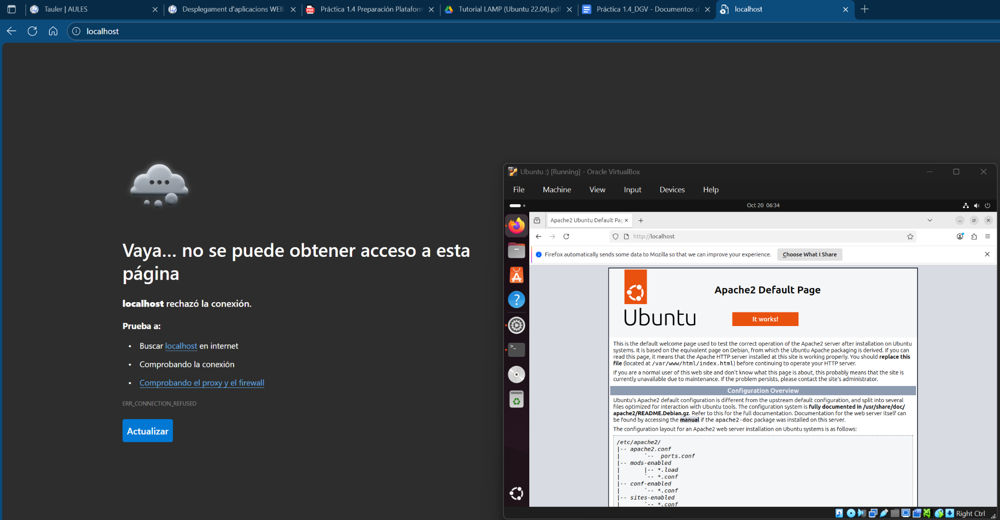 Tauler | AULES
Desplegament d'aplicacions WEB
Práctica 1.4 Preparación Plataform
Tutorial LAMP (Ubuntu 22.04).pdf
Práctica 1.4_DGV - Documentos d
localhost
localhost
Vaya... no se puede obtener acceso a esta
página
localhost rechazó la conexión.
Prueba a:
• Buscar localhost en internet
• Comprobando la conexión
• Comprobando el proxy y el firewall
ERR_CONNECTION_REFUSED
Actualizar
Ubuntu :) [Running] - Oracle VirtualBox
File Machine View Input Devices Help
Oct 20 06:34
Apache2 Ubuntu Default Pag
http://localhost
Firefox automatically sends some data to Mozilla so that we can improve your experience. Choose What I Share
Apache2 Default Page
Ubuntu
It works!
This is the default welcome page used to test the correct operation of the Apache2 server after installation on Ubuntu
systems. It is based on the equivalent page on Debian, from which the Ubuntu Apache packaging is derived. If you can
read this page, it means that the Apache HTTP server installed at this site is working properly. You should replace this
file (located at /var/www/html/index.html) before continuing to operate your HTTP server.
If you are a normal user of this web site and don't know what this page is about, this probably means that the site is
currently unavailable due to maintenance. If the problem persists, please contact the site's administrator.
Configuration Overview
Ubuntu's Apache2 default configuration is different from the upstream default configuration, and split into several
files optimized for interaction with Ubuntu tools. The configuration system is fully documented in /usr/share/doc/
apache2/README.Debian.gz. Refer to this for the full documentation. Documentation for the web server itself can
be found by accessing the manual if the apache2-doc package was installed on this server.
The configuration layout for an Apache2 web server installation on Ubuntu systems is as follows:
/etc/apache2/
|-- apache2.conf
|       `--  ports.conf
|-- mods-enabled
|       |-- *.load
|       `-- *.conf
|-- conf-enabled
|       `-- *.conf
|-- sites-enabled
|       `-- *.conf
Right Ctrl